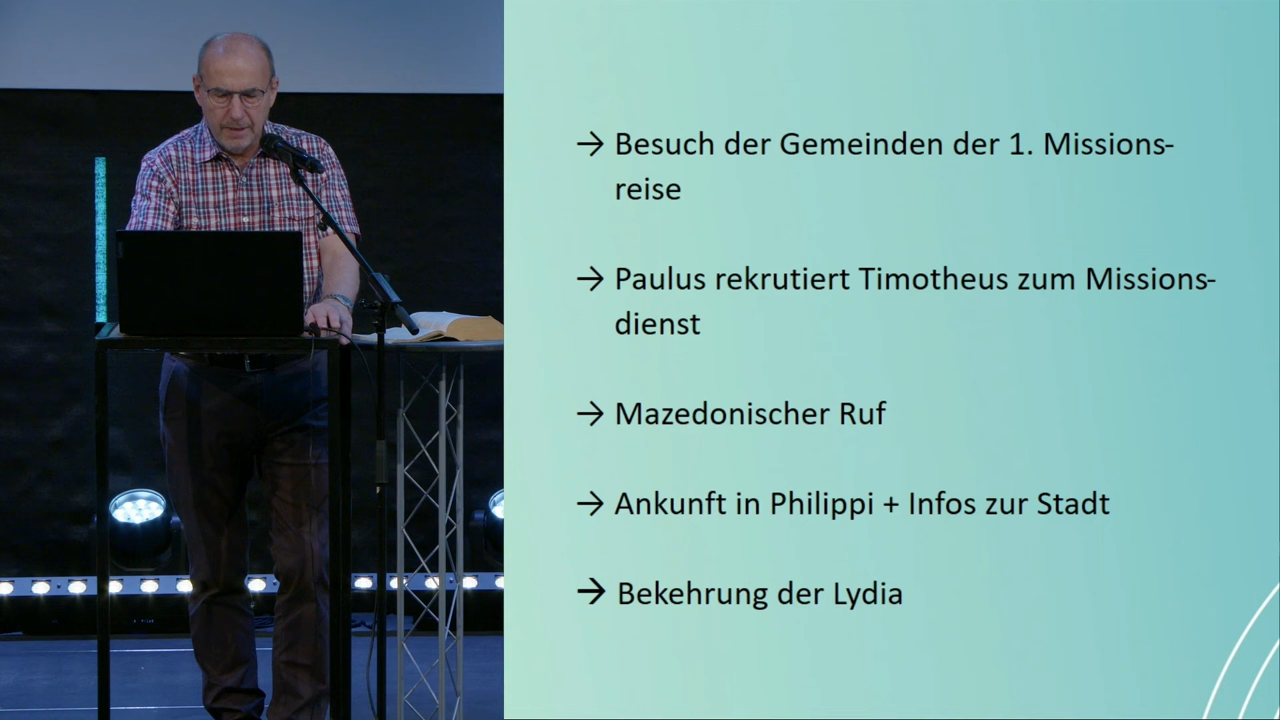 → Besuch der Gemeinden der 1. Missions-
reise
→ Paulus rekrutiert Timotheus zum Missions-
dienst
→ Mazedonischer Ruf
→ Ankunft in Philippi + Infos zur Stadt
→ Bekehrung der Lydia